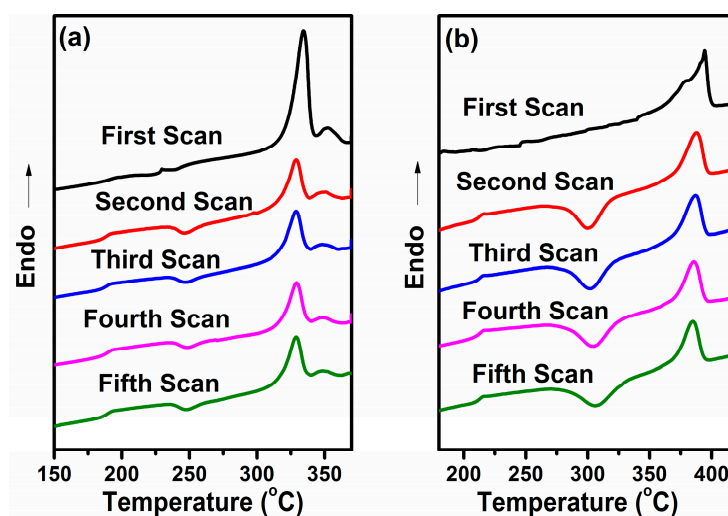 (a)
First Scan
Second Scan
Third Scan
Fourth Scan
Fifth Scan
Endo
150 200 250 300 350
Temperature (°C)
(b)
First Scan
Second Scan
Third Scan
Fourth Scan
Fifth Scan
Endo
200 250 300 350 400
Temperature (°C)